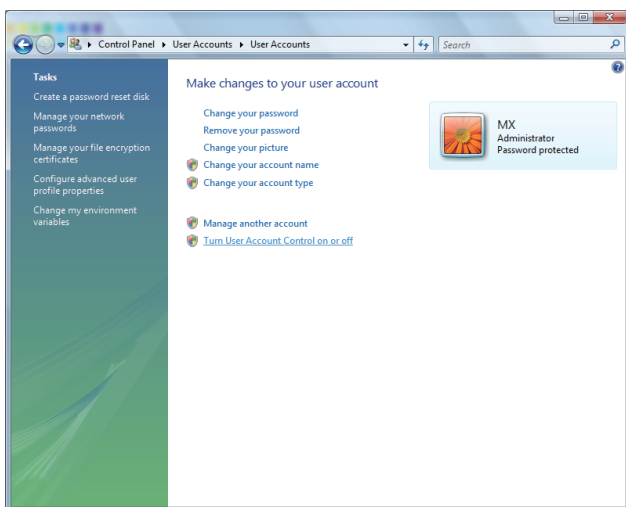 Control Panel ▸ User Accounts ▸ User Accounts
Search
Tasks
Create a password reset disk
Manage your network
passwords
Manage your file encryption
certificates
Configure advanced user
profile properties
Change my environment
variables
Make changes to your user account
Change your password
Remove your password
Change your picture
Change your account name
Change your account type
Manage another account
Turn User Account Control on or off
MX
Administrator
Password protected